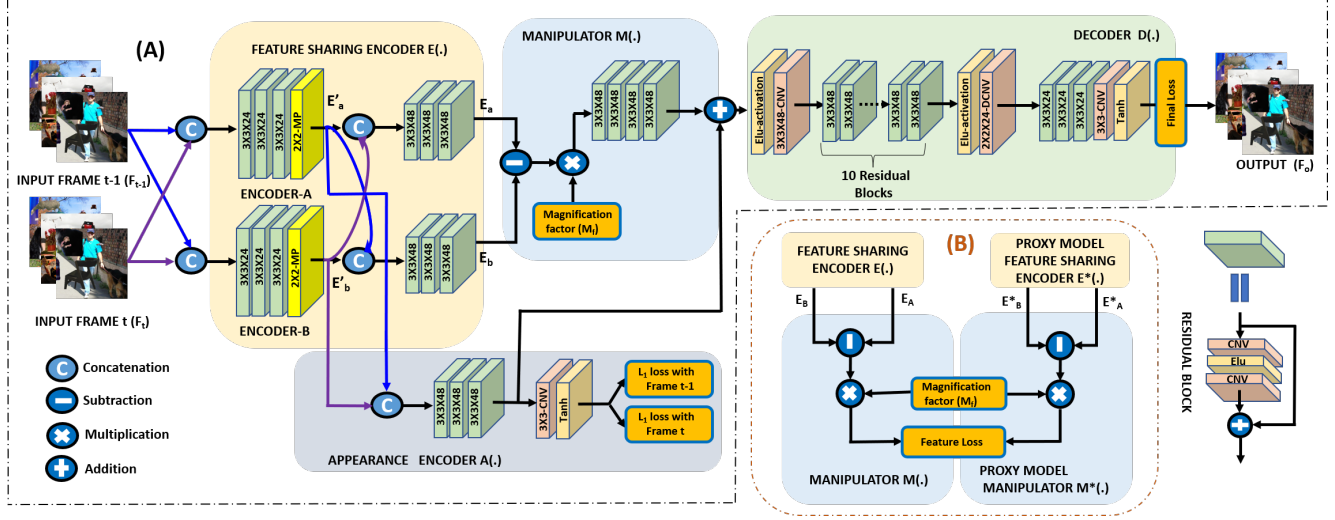 (A)
FEATURE SHARING ENCODER E(.)
MANIPULATOR M(.)
DECODER D(.)
INPUT FRAME t-1 (Ft-1)
INPUT FRAME t (Ft)
C
3X3X24
3X3X24
3X3X24
2X2-MP
ENCODER-A
E'a
C
3X3X48
3X3X48
3X3X48
Ea
C
3X3X24
3X3X24
3X3X24
2X2-MP
ENCODER-B
E'b
C
3X3X48
3X3X48
3X3X48
Eb
Magnification
factor (Mf)
3X3X48
3X3X48
3X3X48
3X3X48
Elu-activation
3X3X48-CNV
3X3X48
3X3X48
3X3X48
3X3X48
10 Residual
Blocks
Elu-activation
2X2X24-DCNV
3X3X24
3X3X24
3X3X24
3X3-CNV
Tanh
Final Loss
OUTPUT (Fo)
C
Concatenation
Subtraction
Multiplication
Addition
C
3X3X48
3X3X48
3X3X48
3X3-CNV
Tanh
L1 loss with
Frame t-1
L1 loss with
Frame t
APPEARANCE ENCODER A(.)
(B)
FEATURE SHARING
ENCODER E(.)
PROXY MODEL
FEATURE SHARING
ENCODER E*(.)
EB
EA
E*B
E*A
Magnification
factor (Mf)
Feature Loss
MANIPULATOR M(.)
PROXY MODEL
MANIPULATOR M*(.)
RESIDUAL BLOCK
CNV
Elu
CNV